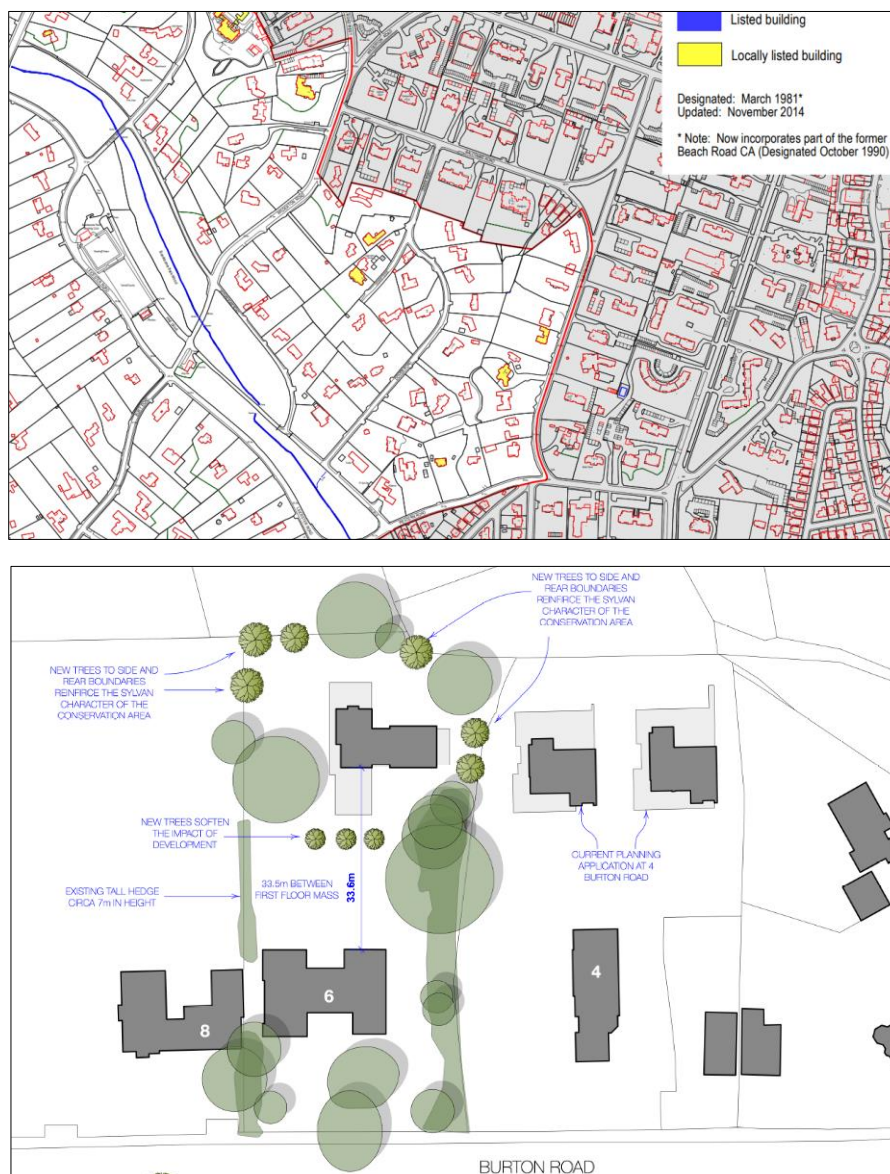 Listed building
Locally listed building
Designated: March 1981*
Updated: November 2014
* Note: Now incorporates part of the former
Beach Road CA (Designated October 1990)
NEW TREES TO SIDE AND
REAR BOUNDARIES
REINFIRCE THE SYLVAN
CHARACTER OF THE
CONSERVATION AREA
NEW TREES TO SIDE AND
REAR BOUNDARIES
REINFIRCE THE SYLVAN
CHARACTER OF THE
CONSERVATION AREA
NEW TREES SOFTEN
THE IMPACT OF
DEVELOPMENT
EXISTING TALL HEDGE
CIRCA 7m IN HEIGHT
33.5m BETWEEN
FIRST FLOOR MASS
33.6m
CURRENT PLANNING
APPLICATION AT 4
BURTON ROAD
8
6
4
BURTON ROAD